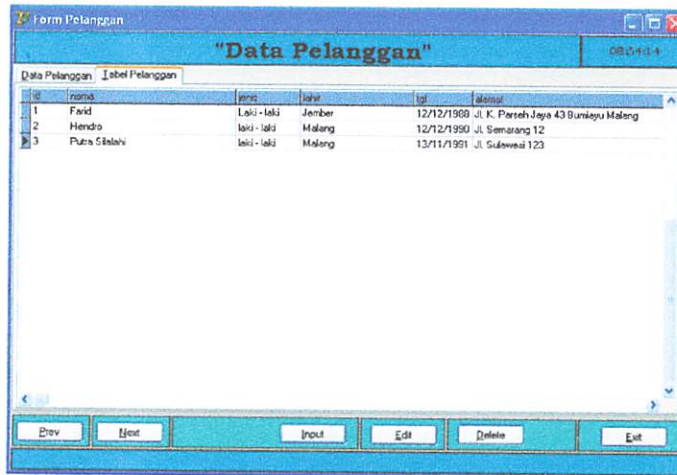 Form Pelanggan
"Data Pelanggan"
Data Pelanggan Tabel Pelanggan
id nama jenis lahir tgl alamat
1 Farid Laki - laki Jember 12/12/1988 Jl. K. Parseh Jaya 43 Bumiayu Malang
2 Hendro laki - laki Malang 12/12/1990 Jl. Semarang 12
3 Putra Silalahi laki - laki Malang 13/11/1991 Jl. Sulawesi 123
Prev Next Input Edit Delete Exit